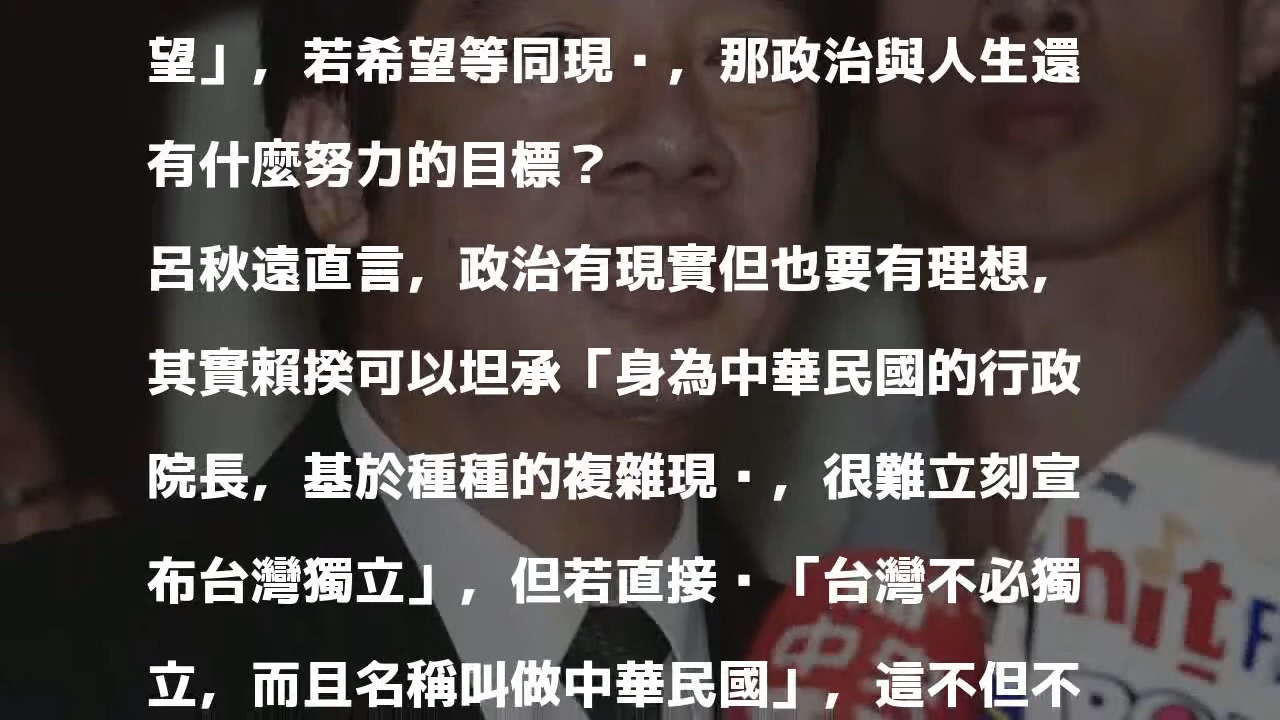 望」，若希望等同現▪，那政治與人生還
有什麼努力的目標？
呂秋遠直言，政治有現實但也要有理想，
其實賴揆可以坦承「身為中華民國的行政
院長，基於種種的複雜現▪，很難立刻宣
布台灣獨立」，但若直接▪「台灣不必獨
立，而且名稱叫做中華民國」，這不但不
hit
中